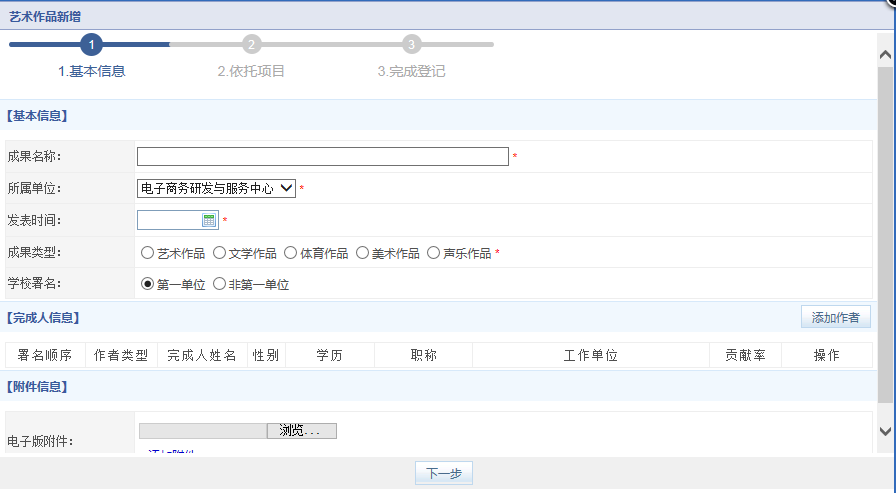 艺术作品新增
1 2 3
1.基本信息 2.依托项目 3.完成登记
【基本信息】
成果名称： *
所属单位： 电子商务研发与服务中心 *
发表时间： *
成果类型： 艺术作品 文学作品 体育作品 美术作品 声乐作品 *
学校署名： 第一单位 非第一单位
【完成人信息】 添加作者
署名顺序 作者类型 完成人姓名 性别 学历 职称 工作单位 贡献率 操作
【附件信息】
电子版附件： 浏览...
添加附件
下一步